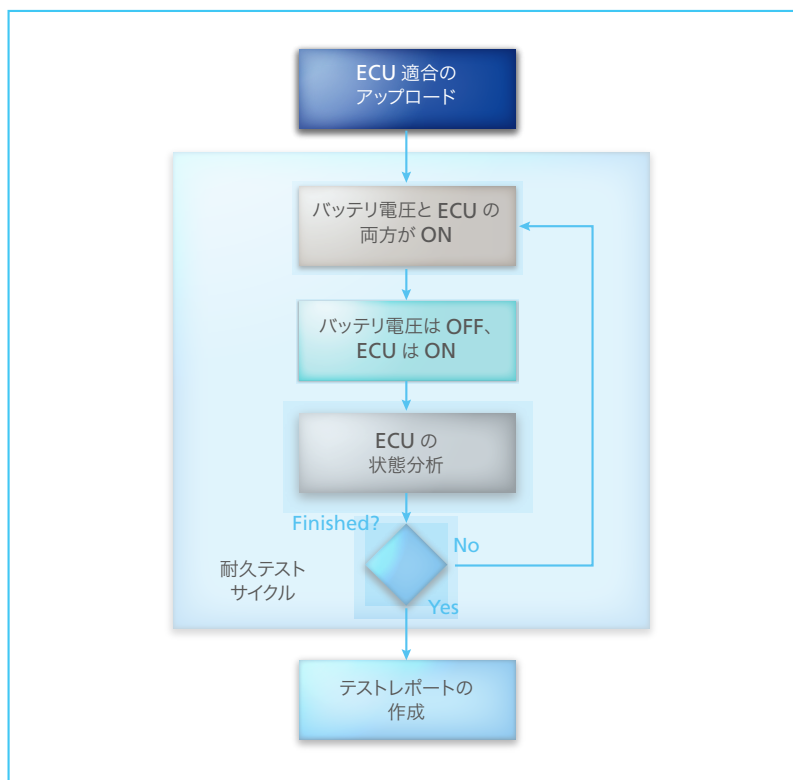 ECU 適合の
アップロード
バッテリ電圧と ECU の
両方が ON
バッテリ電圧は OFF、
ECU は ON
ECU の
状態分析
Finished?
No
耐久テスト
サイクル
Yes
テストレポートの
作成